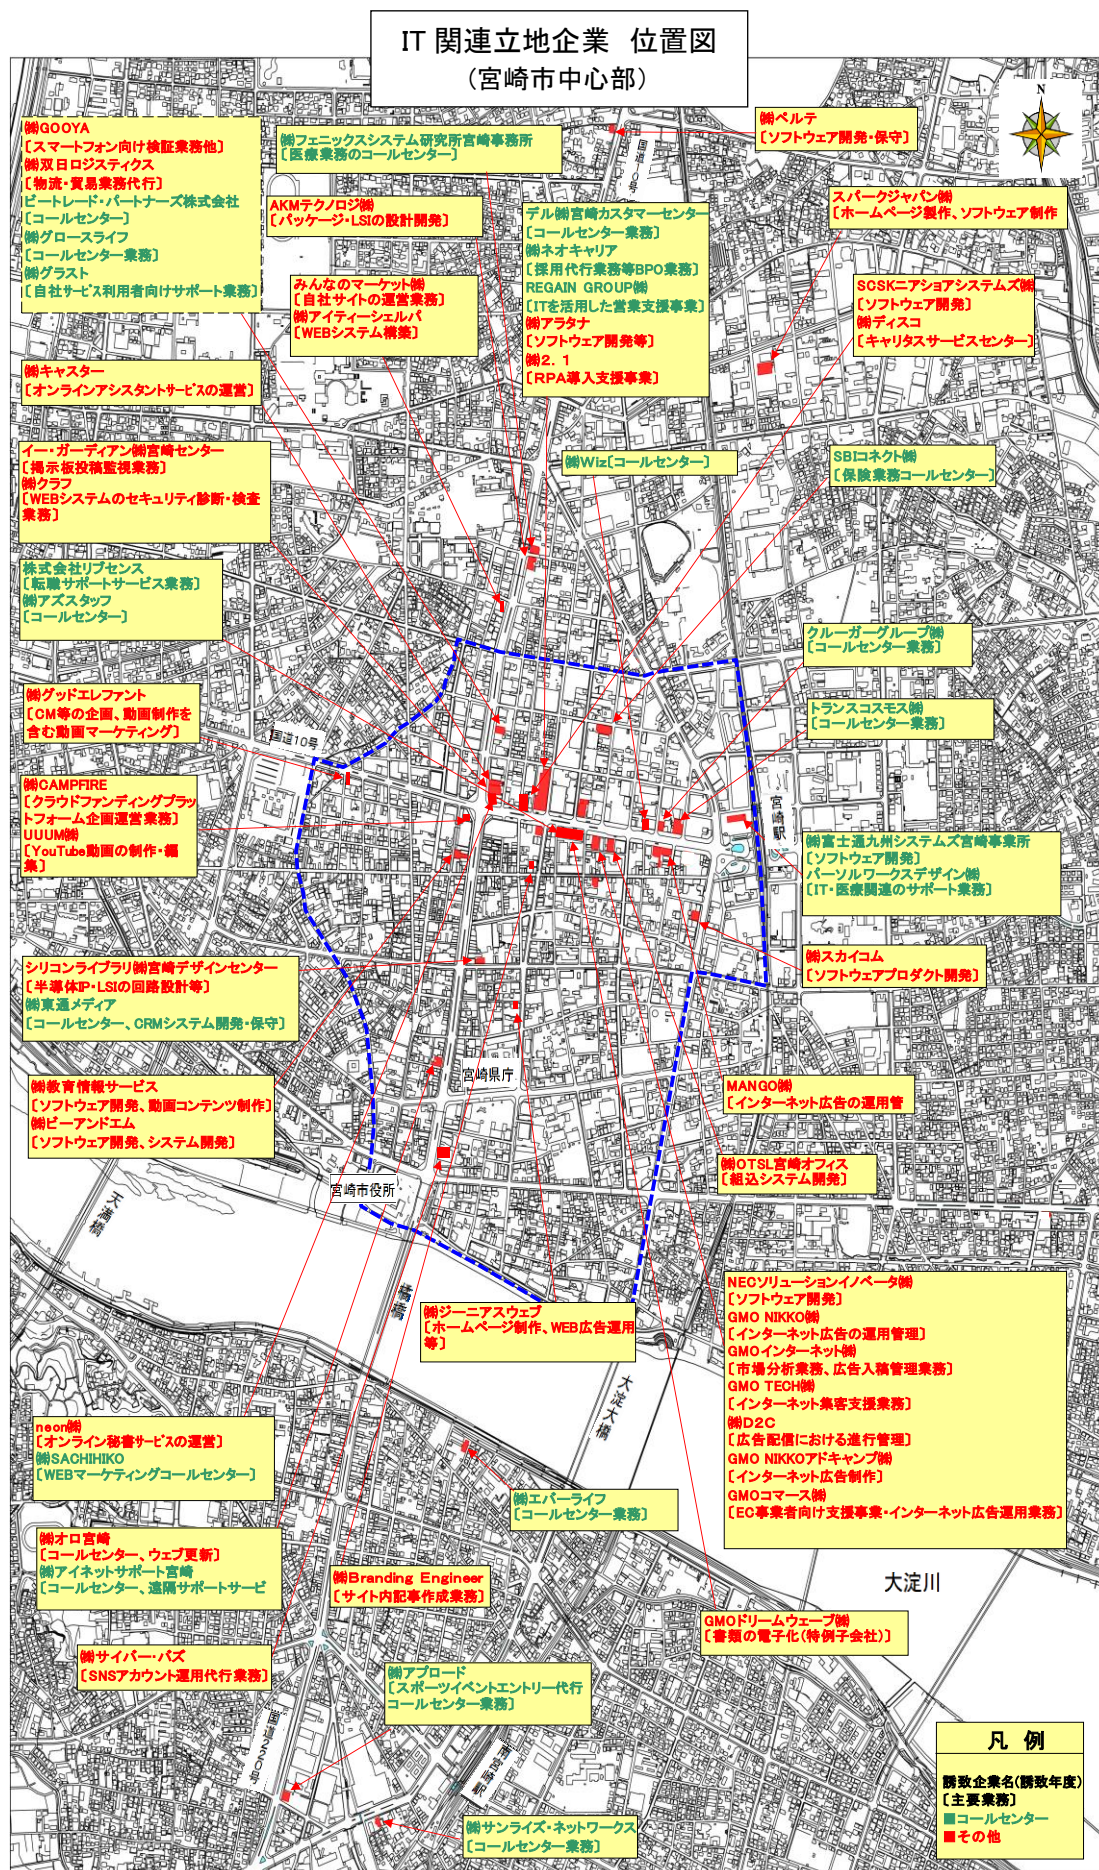 IT 関連立地企業　位置図
（宮崎市中心部）
N
㈱GOOYA
［スマートフォン向け検証業務他］
㈱双日ロジスティクス
［物流・貿易業務代行］
ビートレード・パートナーズ株式会社
［コールセンター］
㈱グロースライフ
［コールセンター業務］
㈱グラスト
［自社サービス利用者向けサポート業務］
㈱フェニックスシステム研究所宮崎事務所
［医療業務のコールセンター］
AKMテクノロジ㈱
［パッケージ・LSIの設計開発］
みんなのマーケット㈱
［自社サイトの運営業務］
㈱アイティーシェルパ
［WEBシステム構築］
デル㈱宮崎カスタマーセンター
［コールセンター業務］
㈱ネオキャリア
［採用代行業務等BPO業務］
REGAIN GROUP㈱
［ITを活用した営業支援事業］
㈱アラタナ
［ソフトウェア開発等］
㈱2．1
［RPA導入支援事業］
㈱ペルテ
［ソフトウェア開発・保守］
スパークジャパン㈱
［ホームページ製作、ソフトウェア制作
SCSKニアショアシステムズ㈱
［ソフトウェア開発］
㈱ディスコ
［キャリタスサービスセンター］
㈱キャスター
［オンラインアシスタントサービスの運営］
イー・ガーディアン㈱宮崎センター
［掲示板投稿監視業務］
㈱クラフ
［WEBシステムのセキュリティ診断・検査
業務］
㈱Wiz［コールセンター］
SBIコネクト㈱
［保険業務コールセンター］
株式会社リブセンス
［転職サポートサービス業務］
㈱アズスタッフ
［コールセンター］
クルーガーグループ㈱
［コールセンター業務］
トランスコスモス㈱
［コールセンター業務］
㈱グッドエレファント
［CM等の企画、動画制作を
含む動画マーケティング］
国道10号
国道10号
㈱CAMPFIRE
［クラウドファンディングプラッ
トフォーム企画運営業務］
UUUM㈱
［YouTube動画の制作・編
集］
宮崎駅
㈱富士通九州システムズ宮崎事業所
［ソフトウェア開発］
パーソルワークスデザイン㈱
［IT・医療関連のサポート業務］
㈱スカイコム
［ソフトウェアプロダクト開発］
シリコンライブラリ㈱宮崎デザインセンター
［半導体IP・LSIの回路設計等］
㈱東通メディア
［コールセンター、CRMシステム開発・保守］
宮崎県庁
㈱教育情報サービス
［ソフトウェア開発、動画コンテンツ制作］
㈱ビーアンドエム
［ソフトウェア開発、システム開発］
MANGO㈱
［インターネット広告の運用管
㈱OTSL宮崎オフィス
［組込システム開発］
宮崎市役所
天満橋
橘橋
大淀大橋
㈱ジーニアスウェブ
［ホームページ制作、WEB広告運用
等］
NECソリューションイノベータ㈱
［ソフトウェア開発］
GMO NIKKO㈱
［インターネット広告の運用管理］
GMOインターネット㈱
［市場分析業務、広告入稿管理業務］
GMO TECH㈱
［インターネット集客支援業務］
㈱D2C
［広告配信における進行管理］
GMO NIKKOアドキャンプ㈱
［インターネット広告制作］
GMOコマース㈱
［EC事業者向け支援事業・インターネット広告運用業務］
neon㈱
［オンライン秘書サービスの運営］
㈱SACHIHIKO
［WEBマーケティングコールセンター］
㈱エバーライフ
［コールセンター業務］
㈱オロ宮崎
［コールセンター、ウェブ更新］
㈱アイネットサポート宮崎
［コールセンター、遠隔サポートサービ
㈱Branding Engineer
［サイト内記事作成業務］
大淀川
GMOドリームウェーブ㈱
［書類の電子化（特例子会社）］
㈱サイバー・バズ
［SNSアカウント運用代行業務］
㈱アプロード
［スポーツイベントエントリー代行
コールセンター業務］
国道220号
南宮崎駅
㈱サンライズ・ネットワークス
［コールセンター業務］
凡 例
誘致企業名（誘致年度）
［主要業務］
■コールセンター
■その他